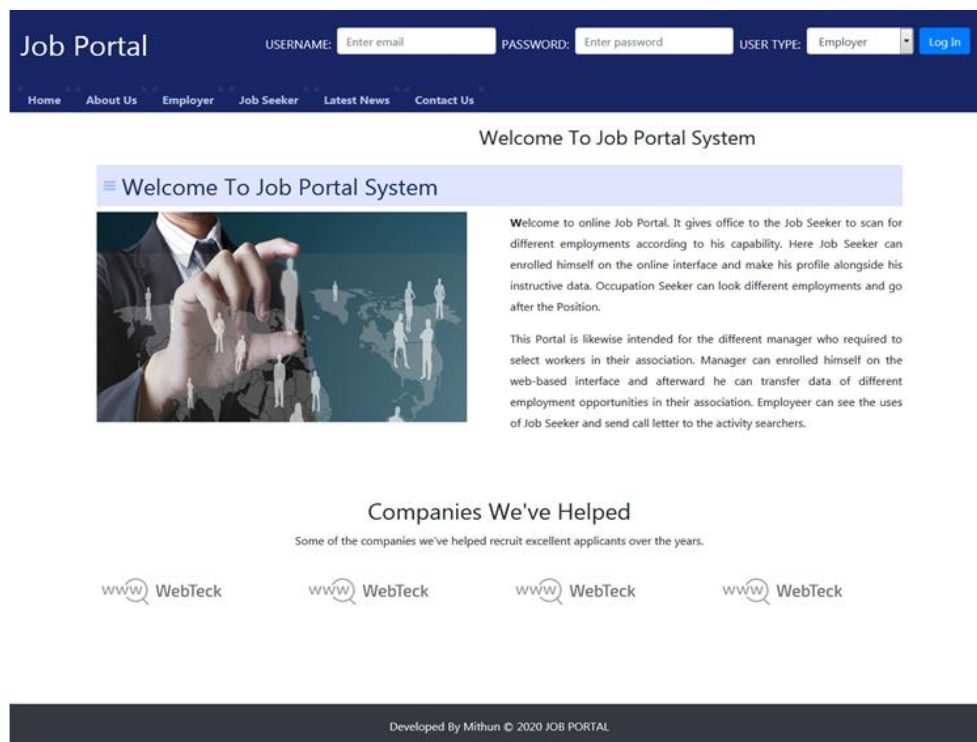 Job Portal
USERNAME: Enter email PASSWORD: Enter password USER TYPE: Employer Log In
Home About Us Employer Job Seeker Latest News Contact Us
Welcome To Job Portal System
Welcome To Job Portal System
Welcome to online Job Portal. It gives office to the Job Seeker to scan for
different employments according to his capability. Here Job Seeker can
enrolled himself on the online interface and make his profile alongside his
instructive data. Occupation Seeker can look different employments and go
after the Position.
This Portal is likewise intended for the different manager who required to
select workers in their association. Manager can enrolled himself on the
web-based interface and afterward he can transfer data of different
employment opportunities in their association. Employeer can see the uses
of Job Seeker and send call letter to the activity searchers.
Companies We've Helped
Some of the companies we've helped recruit excellent applicants over the years.
www WebTeck www WebTeck www WebTeck www WebTeck
Developed By Mithun © 2020 JOB PORTAL